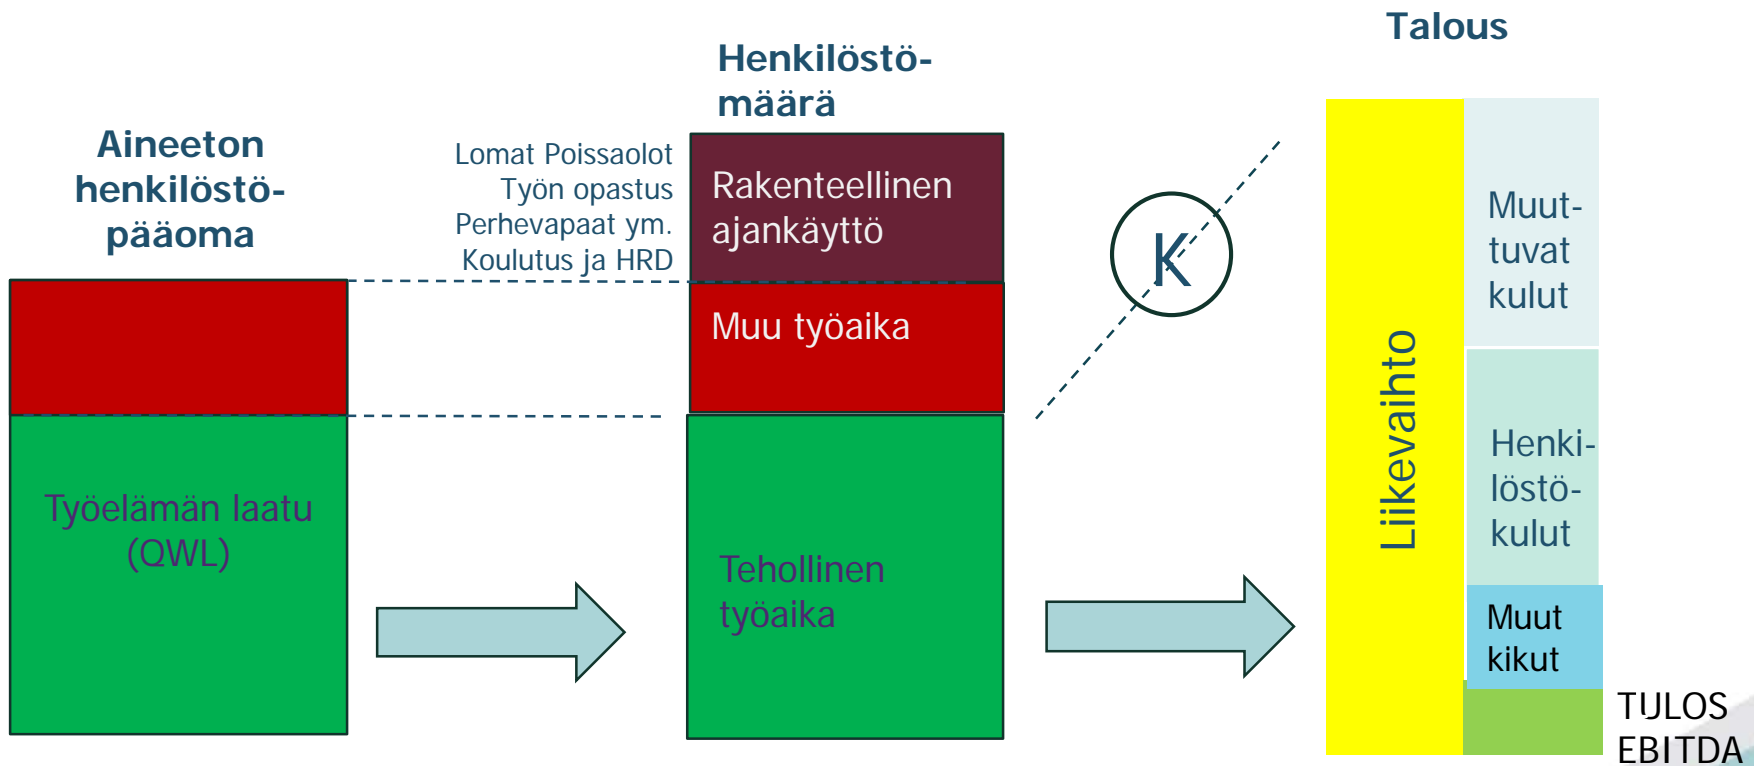 Aineeton
henkilöstö-
pääoma
Työelämän laatu
(QWL)
Lomat Poissaolot
Työn opastus
Perhevapaat ym.
Koulutus ja HRD
Henkilöstö-
määrä
Rakenteellinen
ajankäyttö
Muu työaika
Tehollinen
työaika
K
Talous
Liikevaihto
Muut-
tuvat
kulut
Henki-
löstö-
kulut
Muut
kikut
TULOS
EBITDA